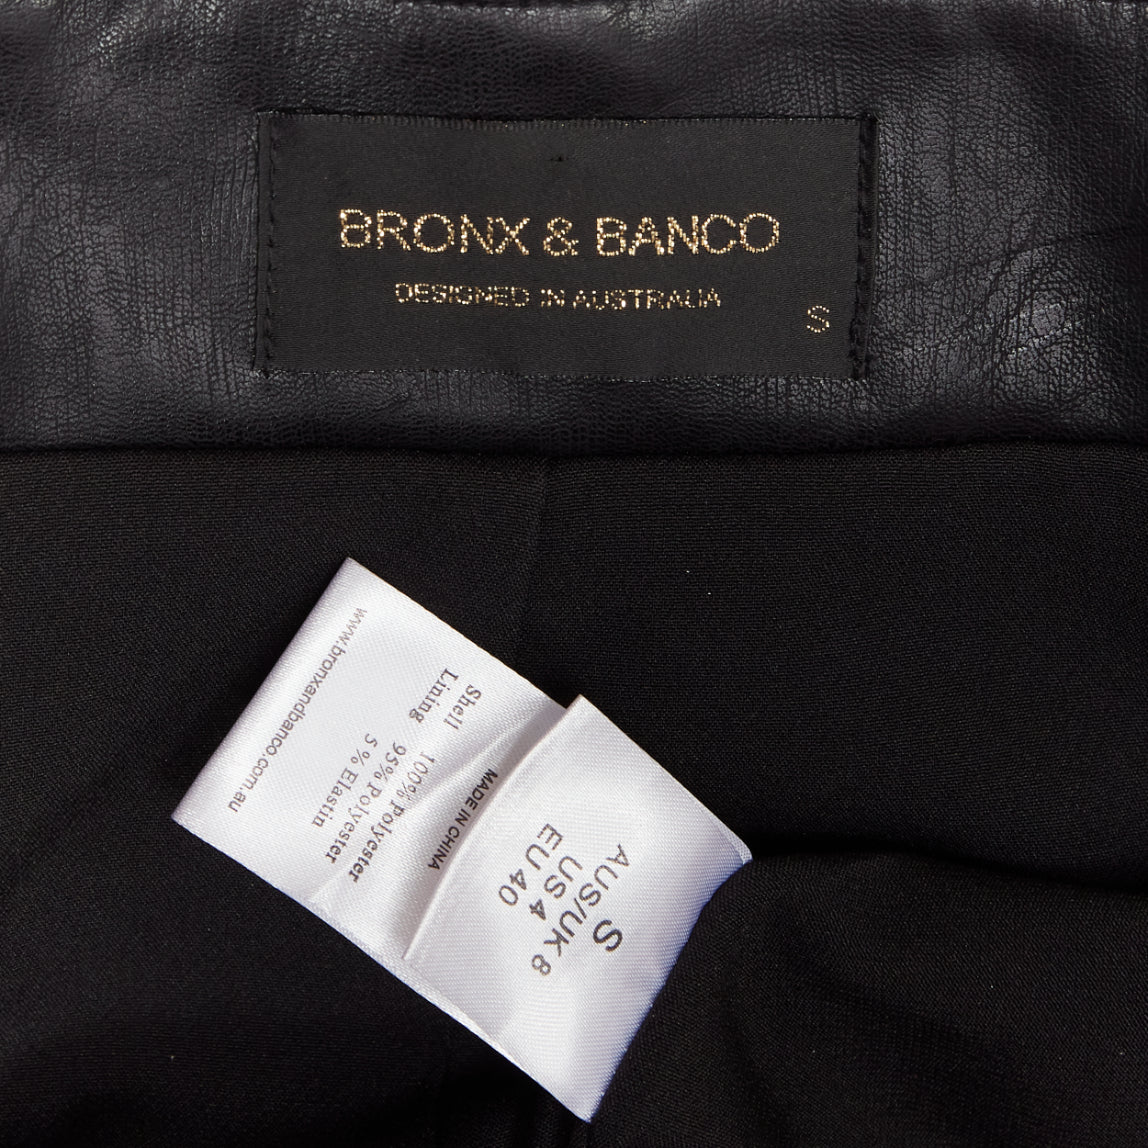 BRONX & BANCO
DESIGNED IN AUSTRALIA
S
MADE IN CHINA
Shell 100% Polyester
Lining 95% Polyester
5% Elastin
www.bronxandbanco.com.au
S
AUS/UK 8
US 4
EU 40